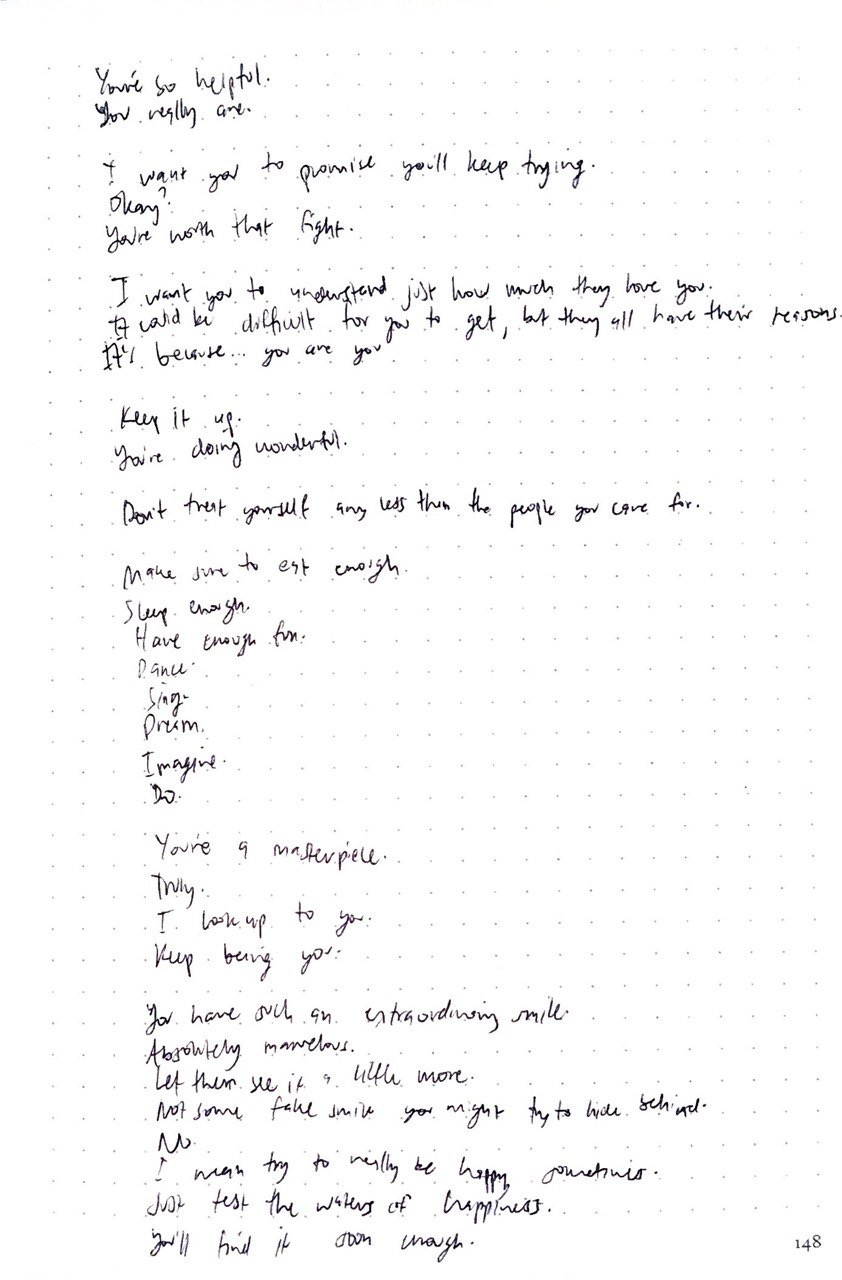 You're so helpful.
You really are.
I want you to promise you'll keep trying.
Okay?
You're worth that fight.
I want you to understand just how much they love you.
It could be difficult for you to get, but they all have their reasons.
It's because... you are you
Keep it up.
You're doing wonderful.
Don't treat yourself any less than the people you care for.
Make sure to eat enough.
Sleep enough.
Have enough fun.
Dance.
Sing.
Dream.
Imagine.
Do.
You're a masterpiece.
Truly.
I look up to you.
Keep being you.
You have such an extraordinary smile.
Absolutely marvelous.
Let them see it a little more.
Not some fake smile you might try to hide behind.
No.
I mean try to really be happy sometimes.
Just test the waters of happiness.
You'll find it soon enough.
148